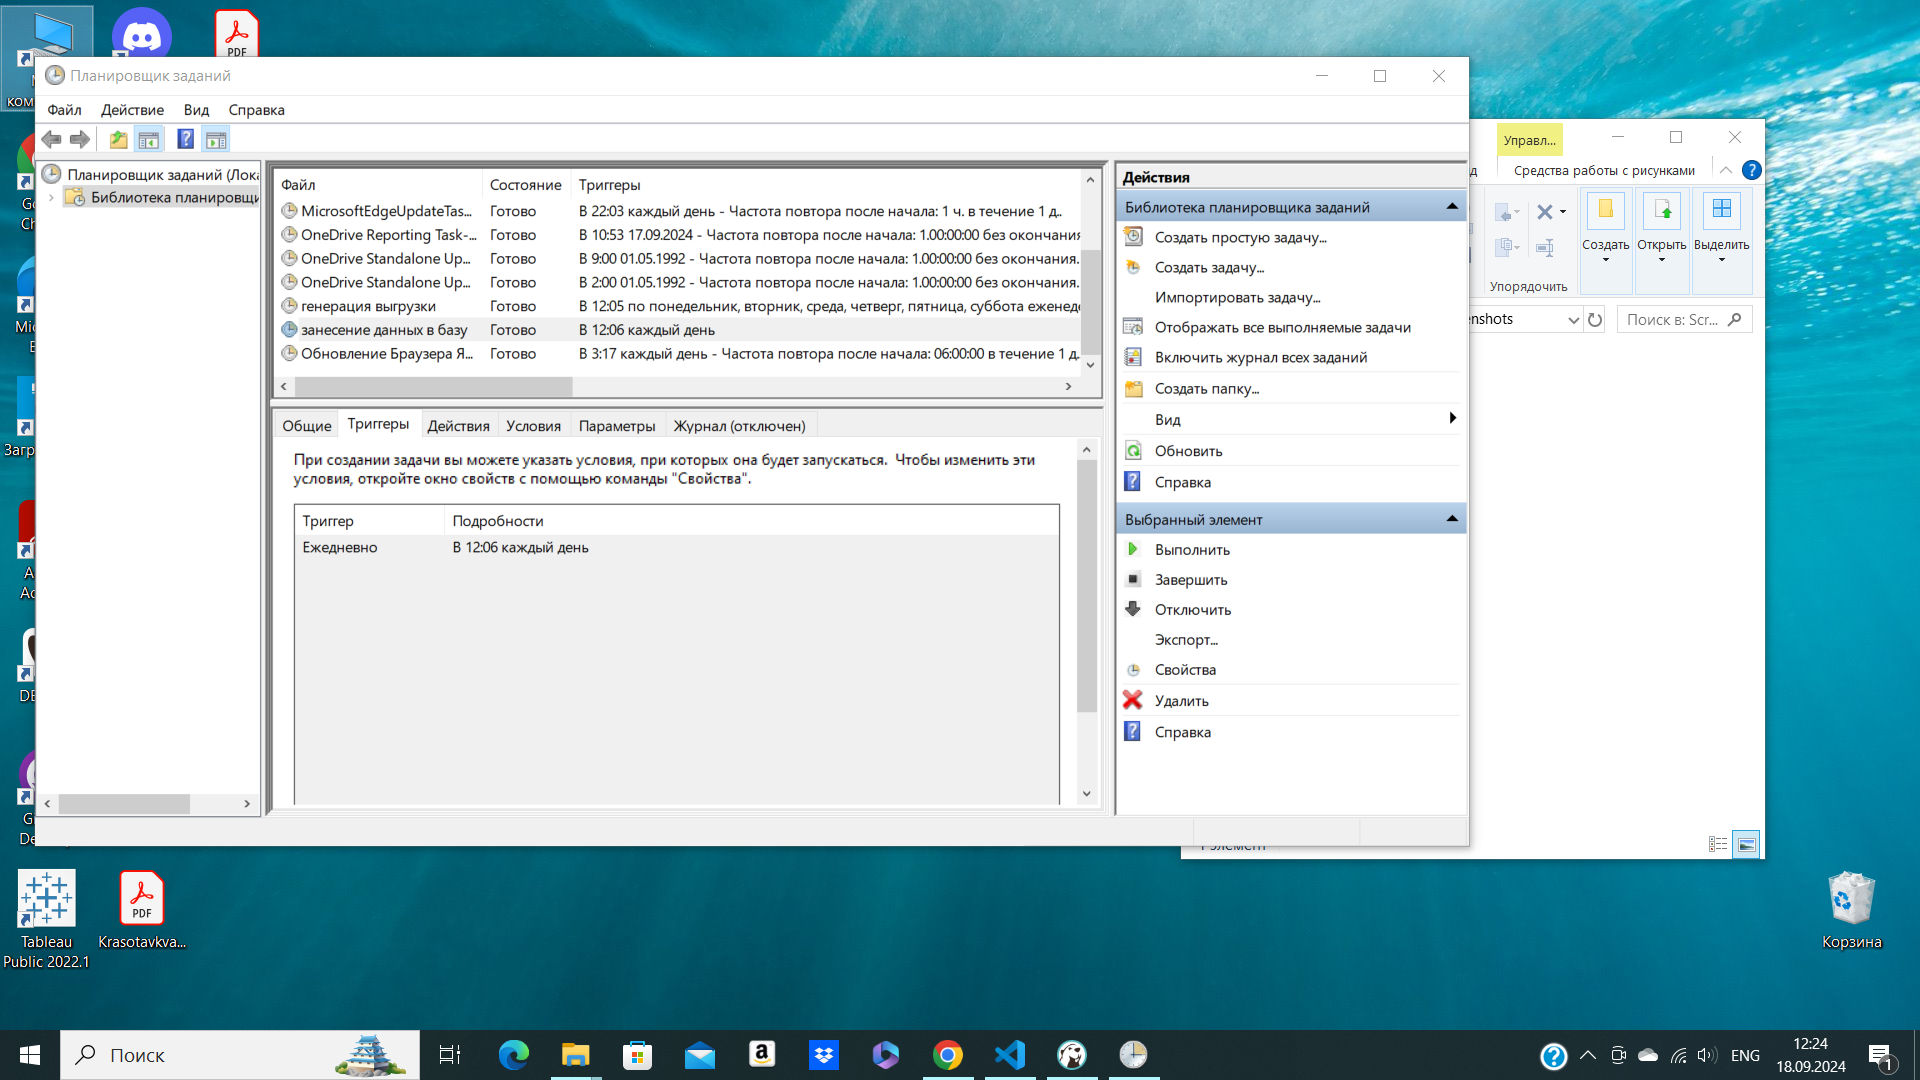 Планировщик заданий
Файл Действие Вид Справка
Планировщик заданий (Лока
Библиотека планировщи
Файл Состояние Триггеры
MicrosoftEdgeUpdateTas... Готово В 22:03 каждый день - Частота повтора после начала: 1 ч. в течение 1 д..
OneDrive Reporting Task-... Готово В 10:53 17.09.2024 - Частота повтора после начала: 1.00:00:00 без окончания
OneDrive Standalone Up... Готово В 9:00 01.05.1992 - Частота повтора после начала: 1.00:00:00 без окончания.
OneDrive Standalone Up... Готово В 2:00 01.05.1992 - Частота повтора после начала: 1.00:00:00 без окончания.
генерация выгрузки Готово В 12:05 по понедельник, вторник, среда, четверг, пятница, суббота еженеде
занесение данных в базу Готово В 12:06 каждый день
Обновление Браузера Я... Готово В 3:17 каждый день - Частота повтора после начала: 06:00:00 в течение 1 д.
Общие Триггеры Действия Условия Параметры Журнал (отключен)
При создании задачи вы можете указать условия, при которых она будет запускаться. Чтобы изменить эти
условия, откройте окно свойств с помощью команды "Свойства".
Триггер Подробности
Ежедневно В 12:06 каждый день
Действия
Библиотека планировщика заданий
Создать простую задачу...
Создать задачу...
Импортировать задачу...
Отображать все выполняемые задачи
Включить журнал всех заданий
Создать папку...
Вид
Обновить
Справка
Выбранный элемент
Выполнить
Завершить
Отключить
Экспорт...
Свойства
Удалить
Справка
Управл...
Средства работы с рисунками
Создать Открыть Выделить
Упорядочить
enshots
Поиск в: Scr...
PDF
Загр
Tableau
Public 2022.1
PDF
Krasotavkva...
Корзина
Поиск
ENG
12:24
18.09.2024
1